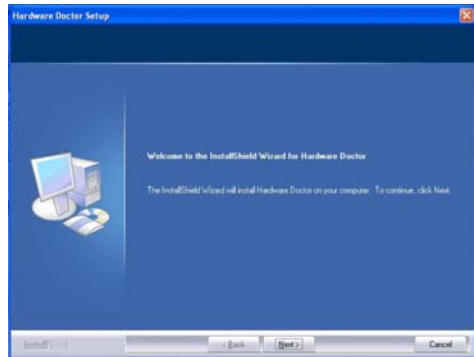 Hardware Doctor Setup
Welcome to the InstallShield Wizard for Hardware Doctor
The InstallShield Wizard will install Hardware Doctor on your computer. To continue, click Next.
InstallShield
< Back
Next >
Cancel